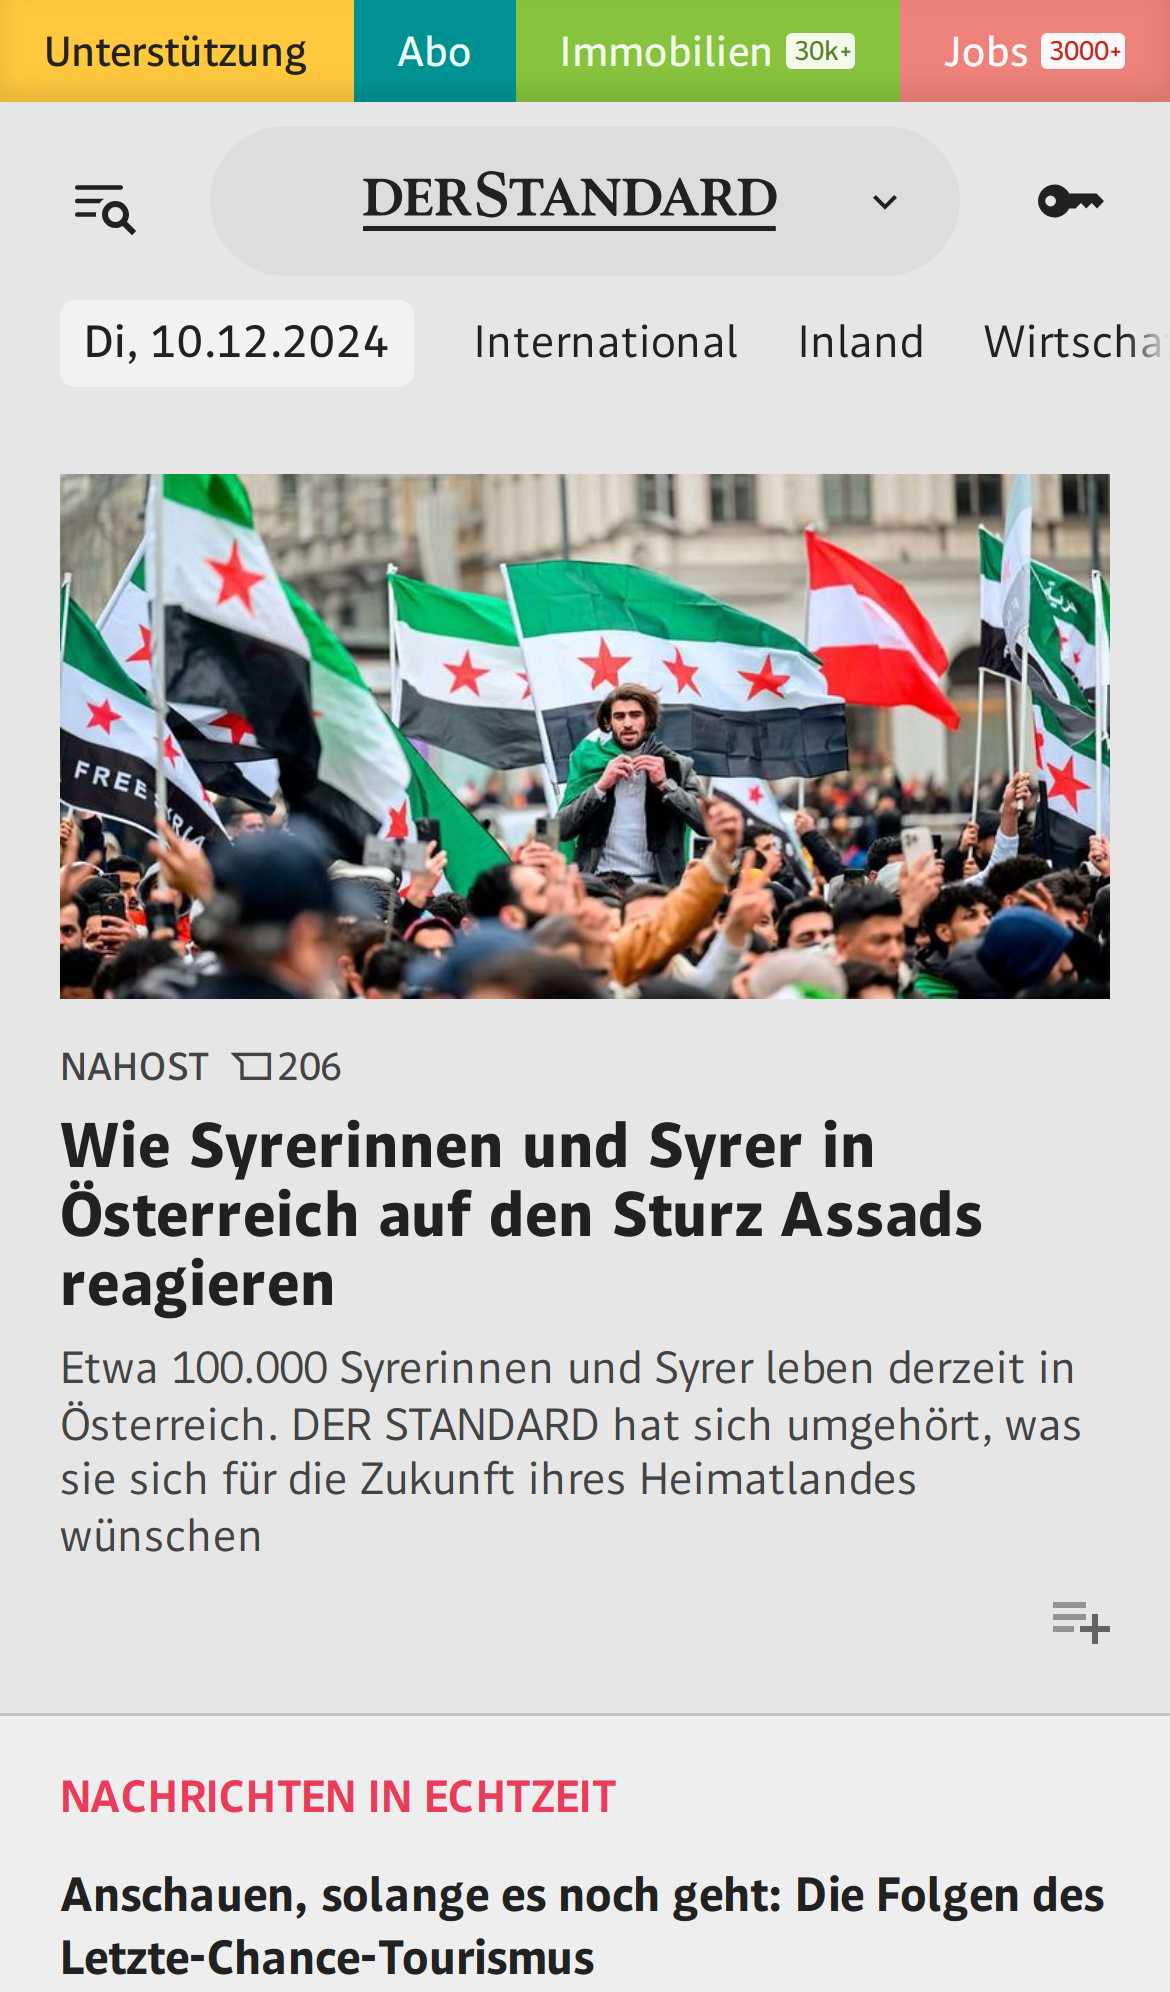 Unterstützung Abo Immobilien 30k+ Jobs 3000+
DER STANDARD
Di, 10.12.2024 International Inland Wirtscha
FREE
NAHOST 206
Wie Syrerinnen und Syrer in
Österreich auf den Sturz Assads
reagieren
Etwa 100.000 Syrerinnen und Syrer leben derzeit in
Österreich. DER STANDARD hat sich umgehört, was
sie sich für die Zukunft ihres Heimatlandes
wünschen
NACHRICHTEN IN ECHTZEIT
Anschauen, solange es noch geht: Die Folgen des
Letzte-Chance-Tourismus